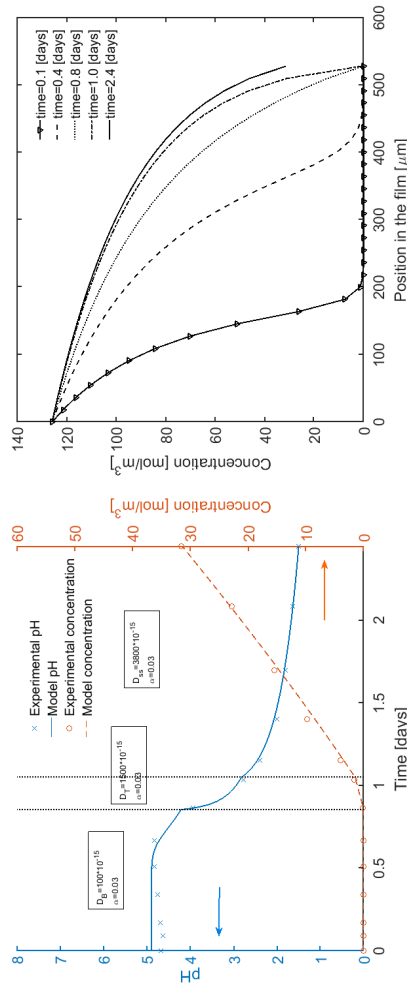 8
7
6
5
4
3
2
1
0
pH
0
0.5
1
1.5
2
Time [days]
60
50
40
30
20
10
0
Concentration [mol/m³]
Experimental pH
Model pH
Experimental concentration
Model concentration
D_B=100*10^-15
α=0.03
D_T=1500*10^-15
α=0.03
D_ss=3800*10^-15
α=0.03
140
120
100
80
60
40
20
0
Concentration [mol/m³]
0
100
200
300
400
500
600
Position in the film [μm]
time=0.1 [days]
time=0.4 [days]
time=0.8 [days]
time=1.0 [days]
time=2.4 [days]